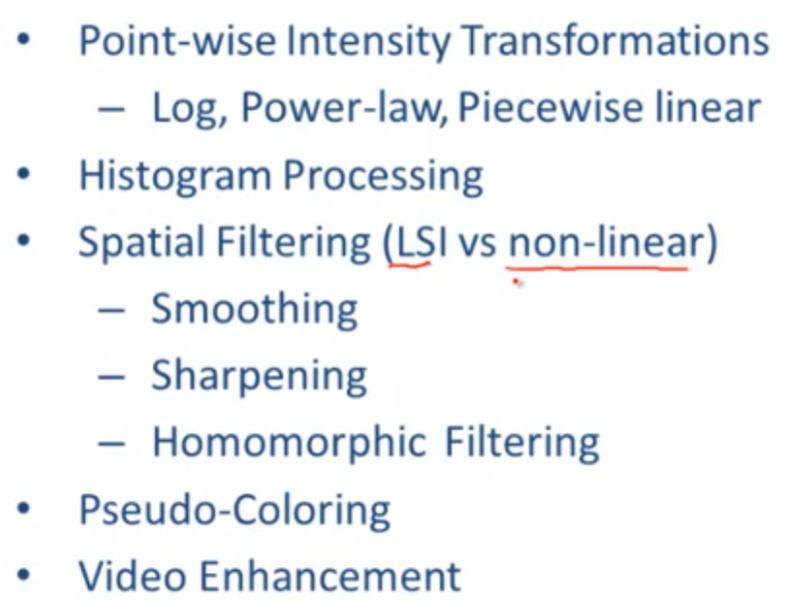 • Point-wise Intensity Transformations
– Log, Power-law, Piecewise linear
• Histogram Processing
• Spatial Filtering (LSI vs non-linear)
– Smoothing
– Sharpening
– Homomorphic Filtering
• Pseudo-Coloring
• Video Enhancement